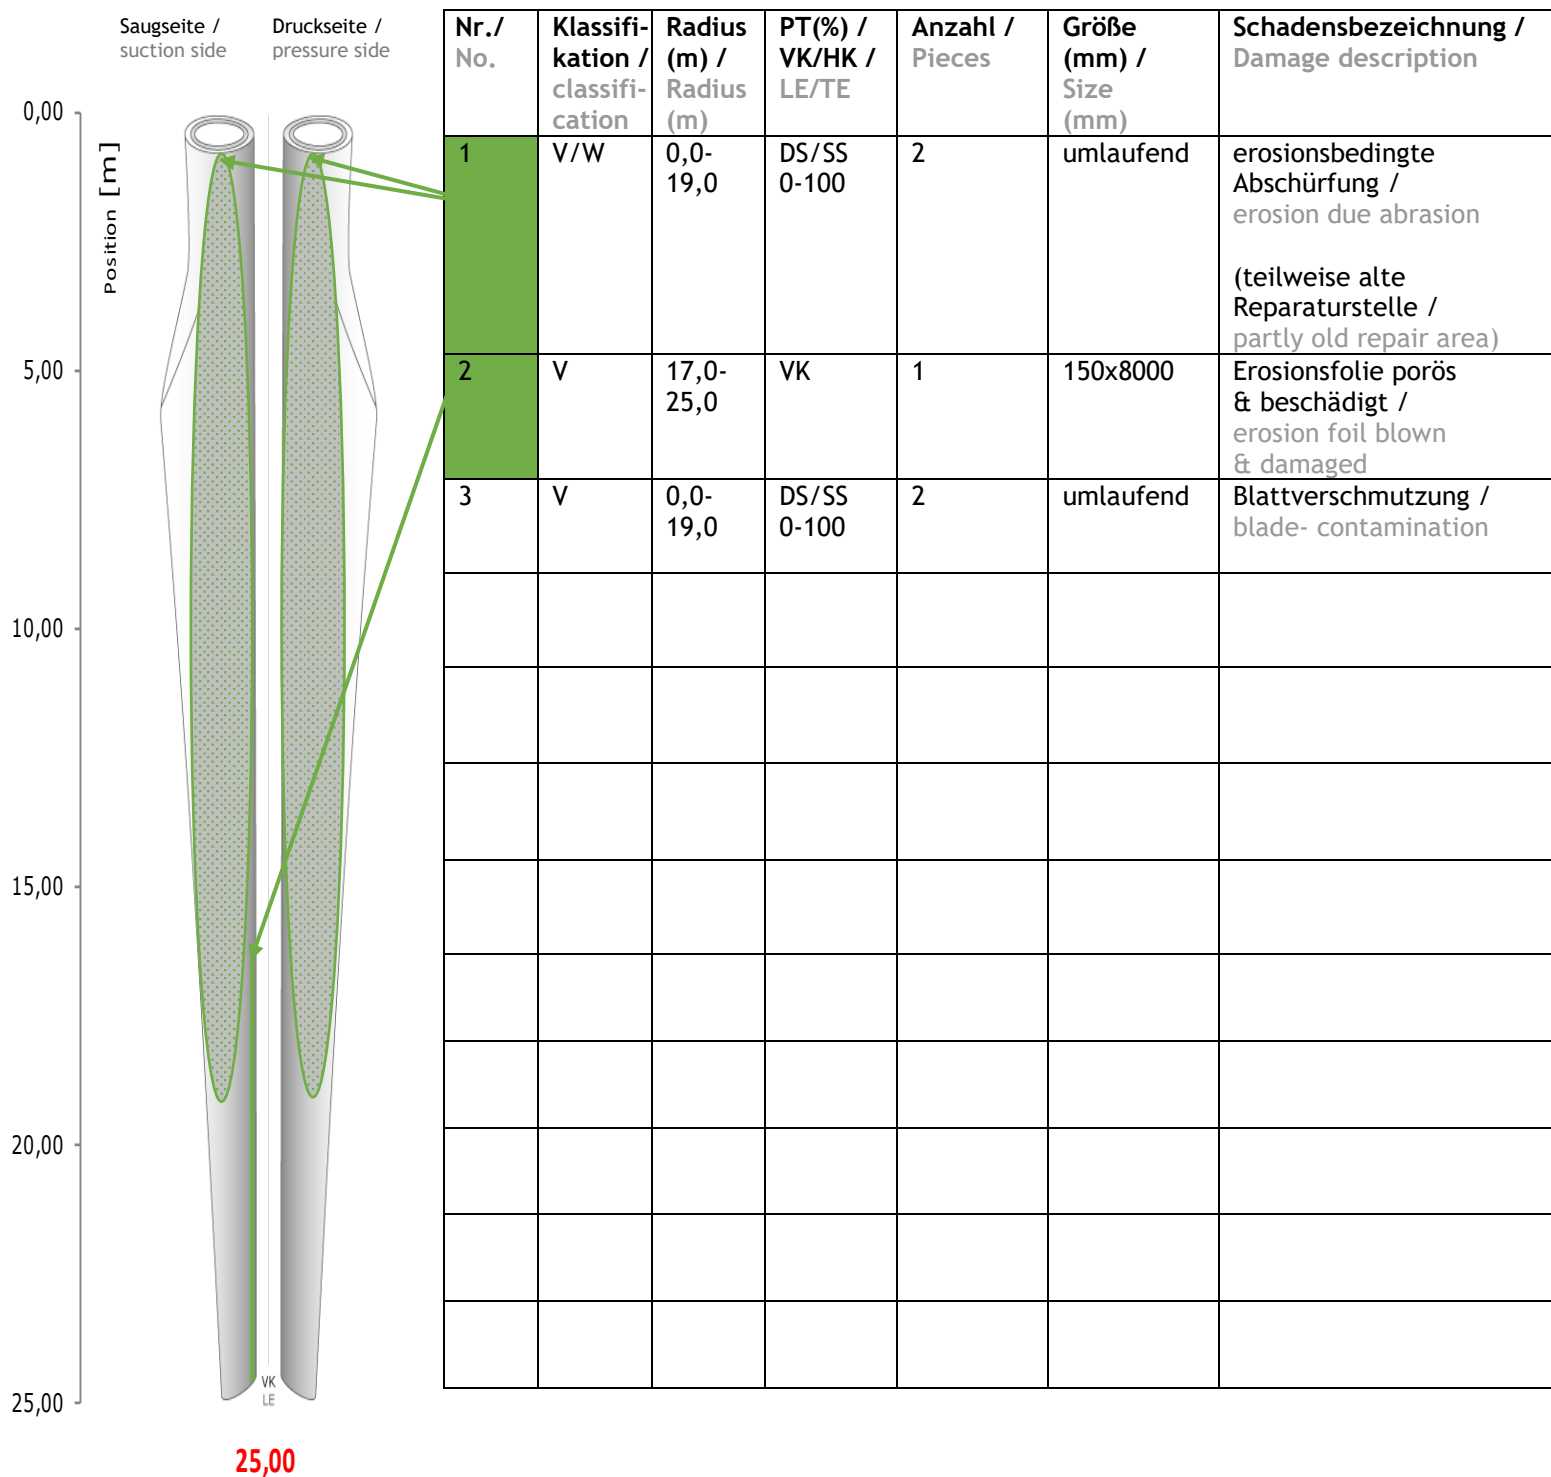 Saugseite /
suction side
Druckseite /
pressure side
Position [m]
0,00
5,00
10,00
15,00
20,00
25,00
VK
LE
25,00
Nr./
No.
Klassifi-
kation /
classifi-
cation
Radius
(m) /
Radius
(m)
PT(%) /
VK/HK /
LE/TE
Anzahl /
Pieces
Größe
(mm) /
Size
(mm)
Schadensbezeichnung /
Damage description
1
V/W
0,0-
19,0
DS/SS
0-100
2
umlaufend
erosionsbedingte
Abschürfung /
erosion due abrasion
(teilweise alte
Reparaturstelle /
partly old repair area)
2
V
17,0-
25,0
VK
1
150x8000
Erosionsfolie porös
& beschädigt /
erosion foil blown
& damaged
3
V
0,0-
19,0
DS/SS
0-100
2
umlaufend
Blattverschmutzung /
blade- contamination